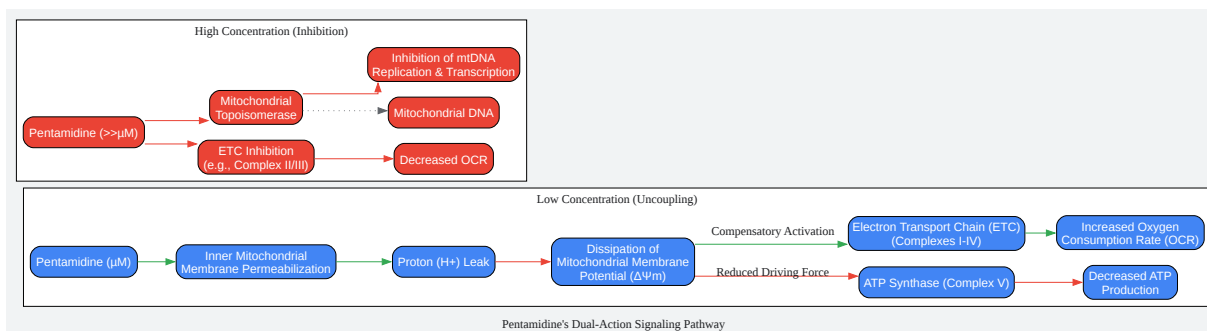 High Concentration (Inhibition)
Inhibition of mtDNA
Replication & Transcription
Mitochondrial
Topoisomerase
Mitochondrial DNA
Pentamidine (>>µM)
ETC Inhibition
(e.g., Complex II/III)
Decreased OCR
Low Concentration (Uncoupling)
Compensatory Activation
Electron Transport Chain (ETC)
(Complexes I-IV)
Increased Oxygen
Consumption Rate (OCR)
Pentamidine (µM)
Inner Mitochondrial
Membrane Permeabilization
Proton (H+) Leak
Dissipation of
Mitochondrial Membrane
Potential (ΔΨm)
Reduced Driving Force
ATP Synthase (Complex V)
Decreased ATP
Production
Pentamidine's Dual-Action Signaling Pathway